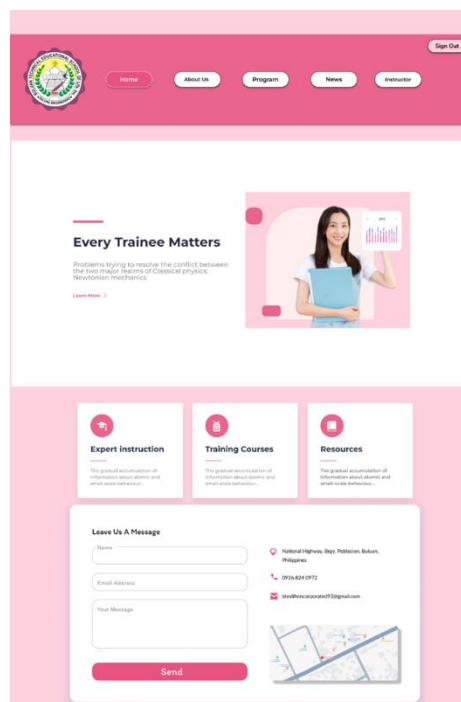 Sign Out
Home
About Us
Program
News
Instructor
Every Trainee Matters
Problems trying to resolve the conflict between
the two major realms of Classical physics:
Newtonian mechanics
Learn More
Expert instruction
The gradual accumulation of
information about atomic and
small-scale behaviour...
Training Courses
The gradual accumulation of
information about atomic and
small-scale behaviour...
Resources
The gradual accumulation of
information about atomic and
small-scale behaviour...
Leave Us A Message
Name
Email Address
Your Message
Send
National Highway, Brgy. Poblacion, Buluan,
Philippines
0926 824 0972